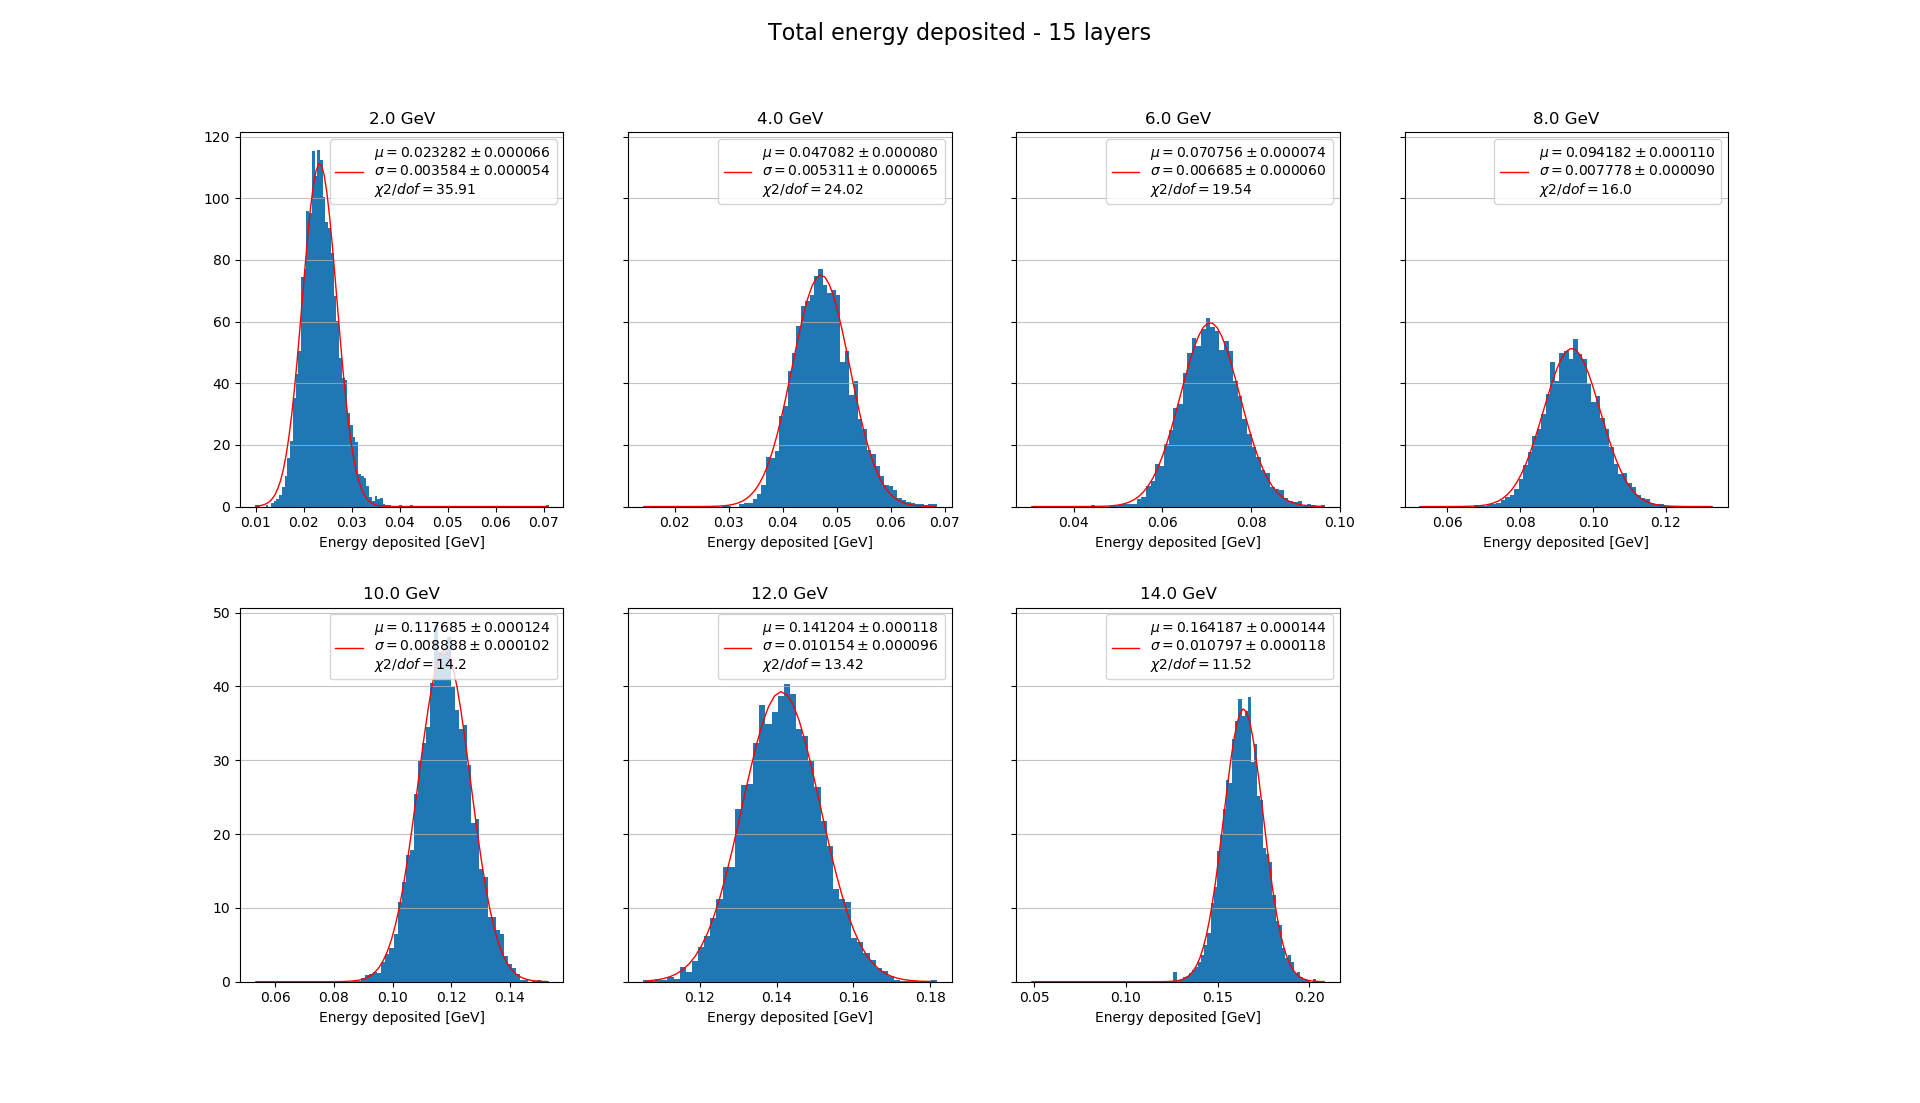 Total energy deposited - 15 layers
2.0 GeV
120
100
80
60
40
20
0
μ = 0.023282 ± 0.000066
σ = 0.003584 ± 0.000054
χ2/dof = 35.91
0.01 0.02 0.03 0.04 0.05 0.06 0.07
Energy deposited [GeV]
4.0 GeV
μ = 0.047082 ± 0.000080
σ = 0.005311 ± 0.000065
χ2/dof = 24.02
0.02 0.03 0.04 0.05 0.06 0.07
Energy deposited [GeV]
6.0 GeV
μ = 0.070756 ± 0.000074
σ = 0.006685 ± 0.000060
χ2/dof = 19.54
0.04 0.06 0.08 0.10
Energy deposited [GeV]
8.0 GeV
μ = 0.094182 ± 0.000110
σ = 0.007778 ± 0.000090
χ2/dof = 16.0
0.06 0.08 0.10 0.12
Energy deposited [GeV]
10.0 GeV
50
40
30
20
10
0
μ = 0.117685 ± 0.000124
σ = 0.008888 ± 0.000102
χ2/dof = 14.2
0.06 0.08 0.10 0.12 0.14
Energy deposited [GeV]
12.0 GeV
μ = 0.141204 ± 0.000118
σ = 0.010154 ± 0.000096
χ2/dof = 13.42
0.12 0.14 0.16 0.18
Energy deposited [GeV]
14.0 GeV
μ = 0.164187 ± 0.000144
σ = 0.010797 ± 0.000118
χ2/dof = 11.52
0.05 0.10 0.15 0.20
Energy deposited [GeV]